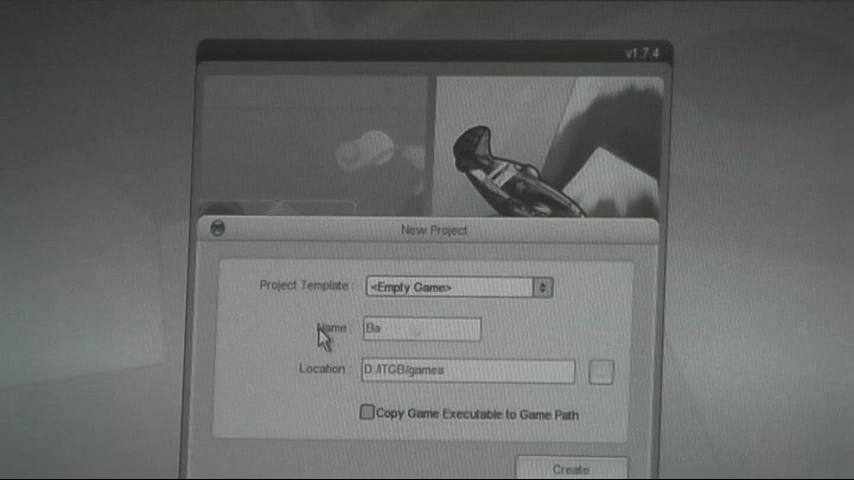 v1.7.4
New Project
Project Template : <Empty Game>
Name : Ba
Location : D:/TGB/games
Copy Game Executable to Game Path
Create